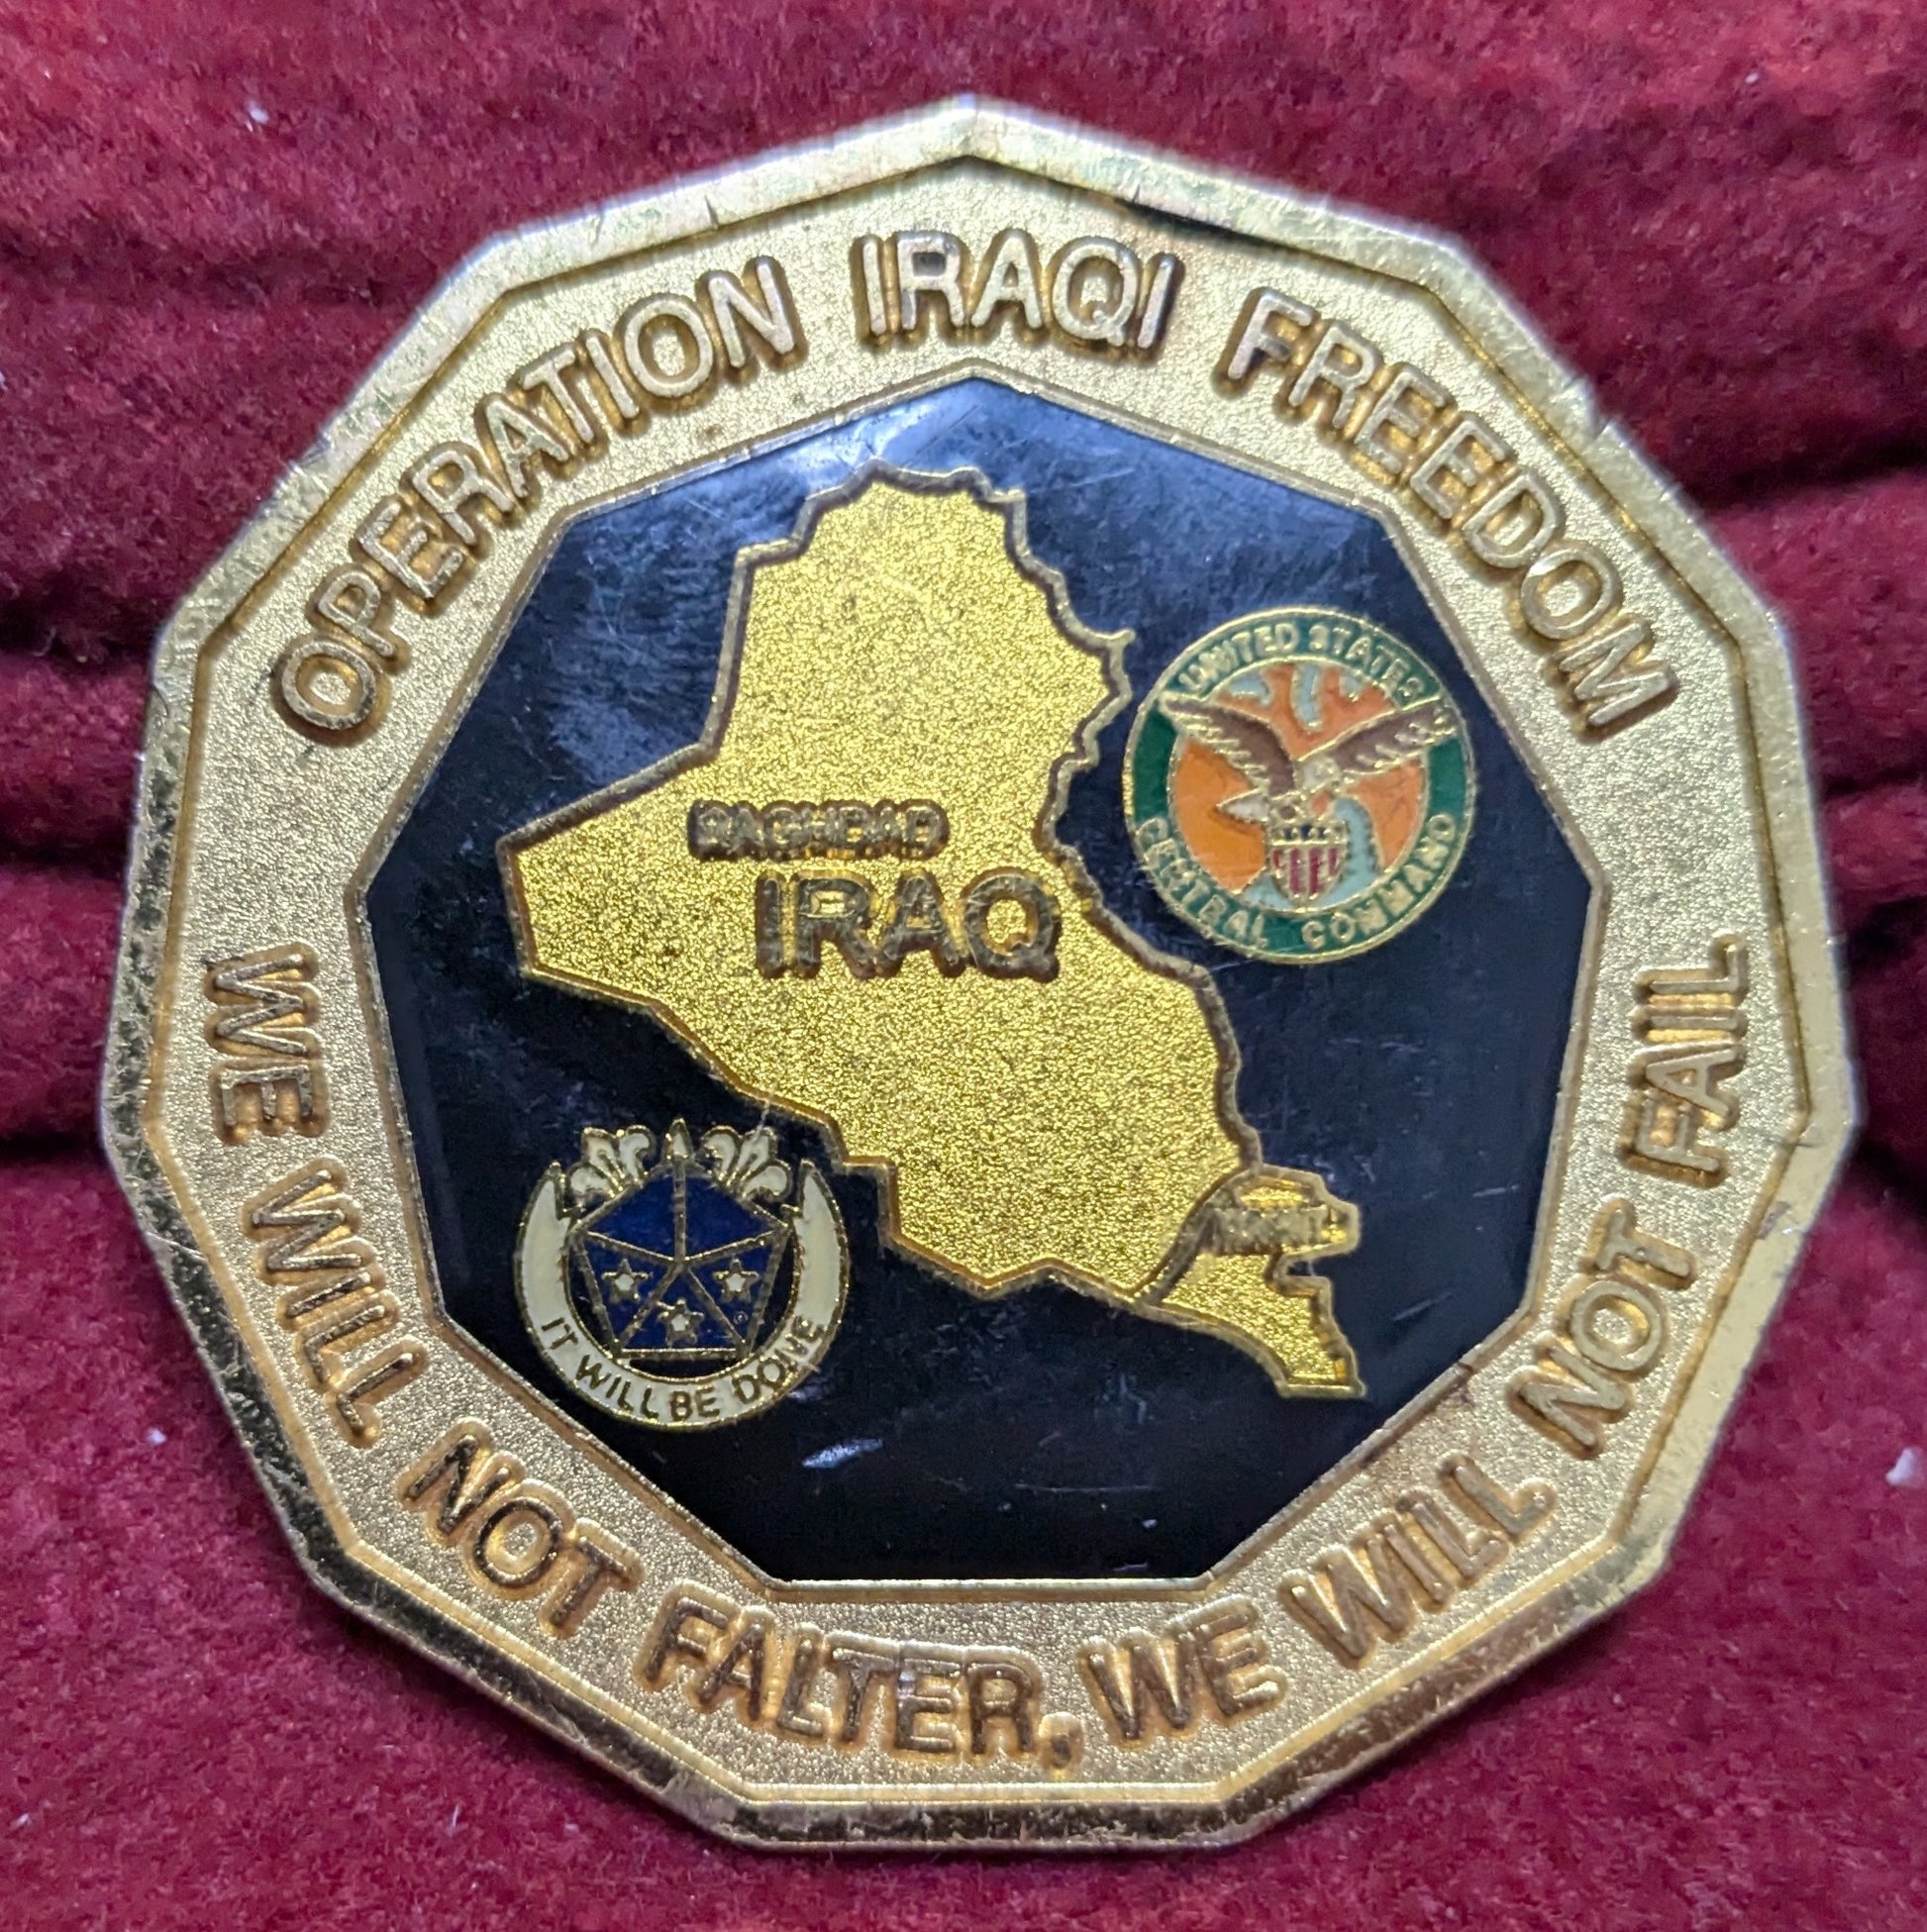 OPERATION IRAQI FREEDOM
BAGHDAD
IRAQ
UNITED STATES
CENTRAL COMMAND
KUWAIT
IT WILL BE DONE
WE WILL NOT FALTER, WE WILL NOT FAIL